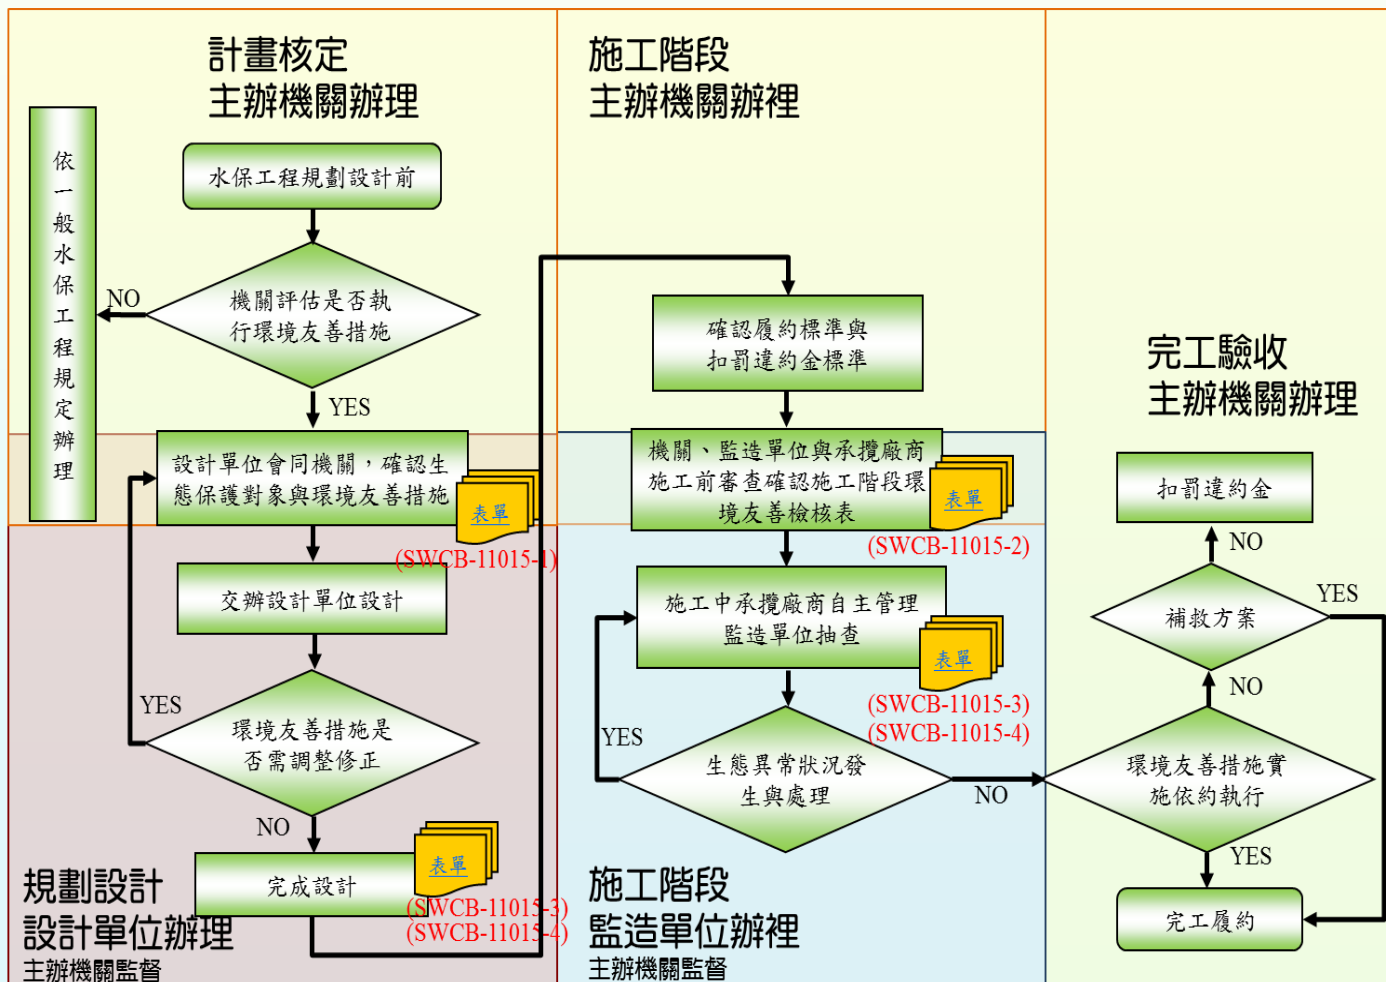 計畫核定
主辦機關辦理
水保工程規劃設計前
依一般水保工程規定辦理
機關評估是否執
行環境友善措施
NO
YES
設計單位會同機關，確認生
態保護對象與環境友善措施
表單
(SWCB-11015-1)
交辦設計單位設計
環境友善措施是
否需調整修正
YES
NO
完成設計
表單
(SWCB-11015-3)
(SWCB-11015-4)
規劃設計
設計單位辦理
主辦機關監督
施工階段
主辦機關辦裡
確認履約標準與
扣罰違約金標準
機關、監造單位與承攬廠商
施工前審查確認施工階段環
境友善檢核表
表單
(SWCB-11015-2)
施工中承攬廠商自主管理
監造單位抽查
表單
(SWCB-11015-3)
(SWCB-11015-4)
YES
生態異常狀況發
生與處理
NO
施工階段
監造單位辦裡
主辦機關監督
完工驗收
主辦機關辦理
扣罰違約金
NO
補救方案
YES
NO
環境友善措施實
施依約執行
YES
完工履約